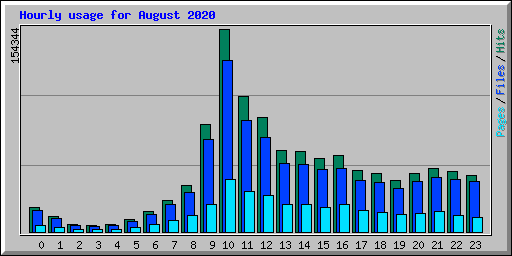 Hourly usage for August 2020
154344
Pages/Files/Hits
0 1 2 3 4 5 6 7 8 9 10 11 12 13 14 15 16 17 18 19 20 21 22 23